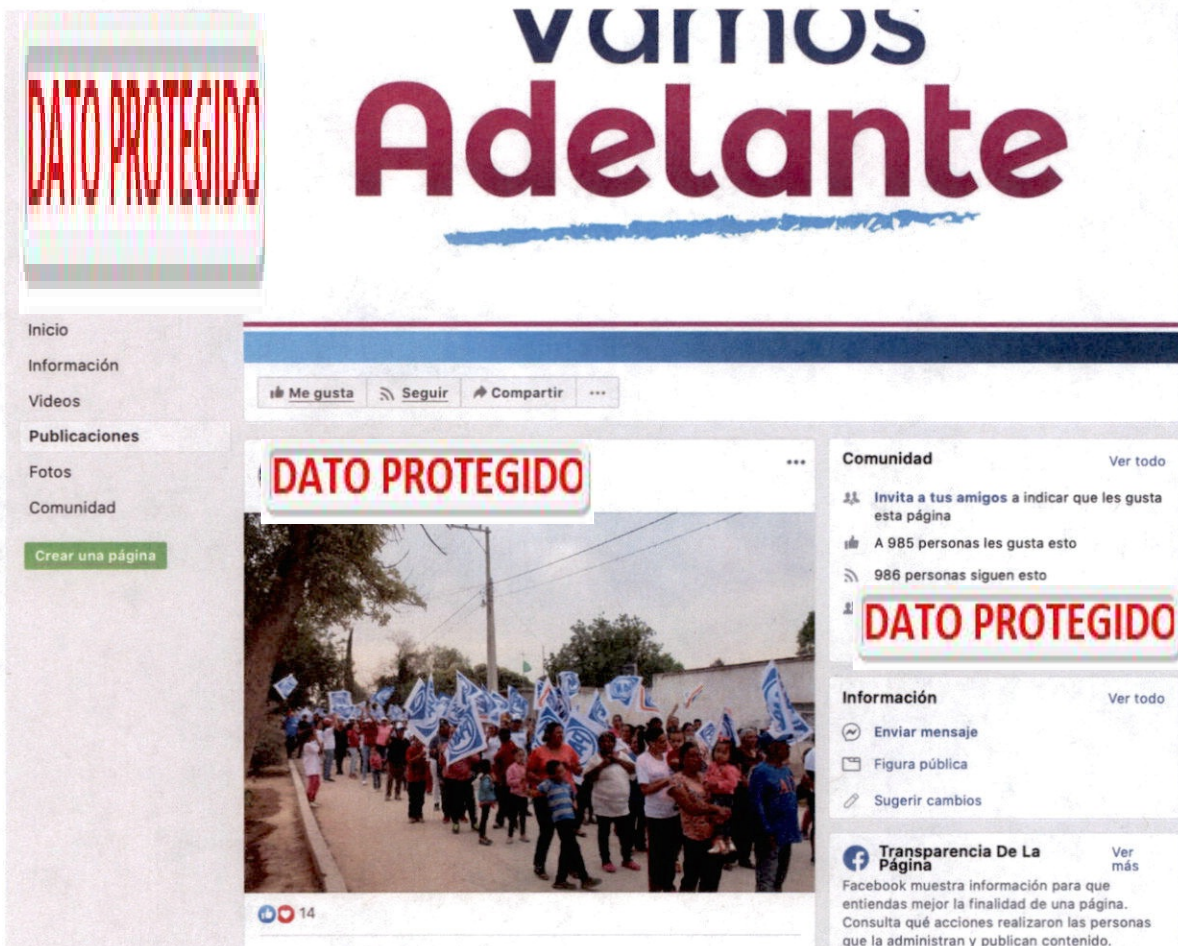 Vamos
Adelante
DATO PROTEGIDO
Inicio
Información
Videos
Publicaciones
Fotos
Comunidad
Crear una página
Me gusta
Seguir
Compartir
DATO PROTEGIDO
14
Comunidad
Ver todo
Invita a tus amigos a indicar que les gusta
esta página
A 985 personas les gusta esto
986 personas siguen esto
DATO PROTEGIDO
Información
Ver todo
Enviar mensaje
Figura pública
Sugerir cambios
Transparencia De La
Página
Ver
más
Facebook muestra información para que
entiendas mejor la finalidad de una página.
Consulta qué acciones realizaron las personas
que la administran y publican contenido.